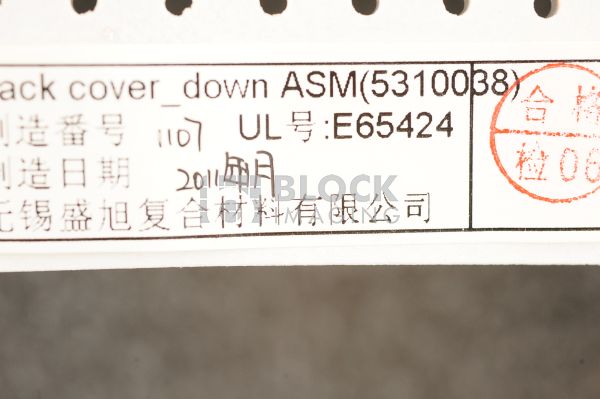 ack cover_down ASM(5310038)
制造番号 1107 UL号:E65424
制造日期 2011年 月
无锡盛旭复合材料有限公司
合格
检06
BLOCK
IMAGING